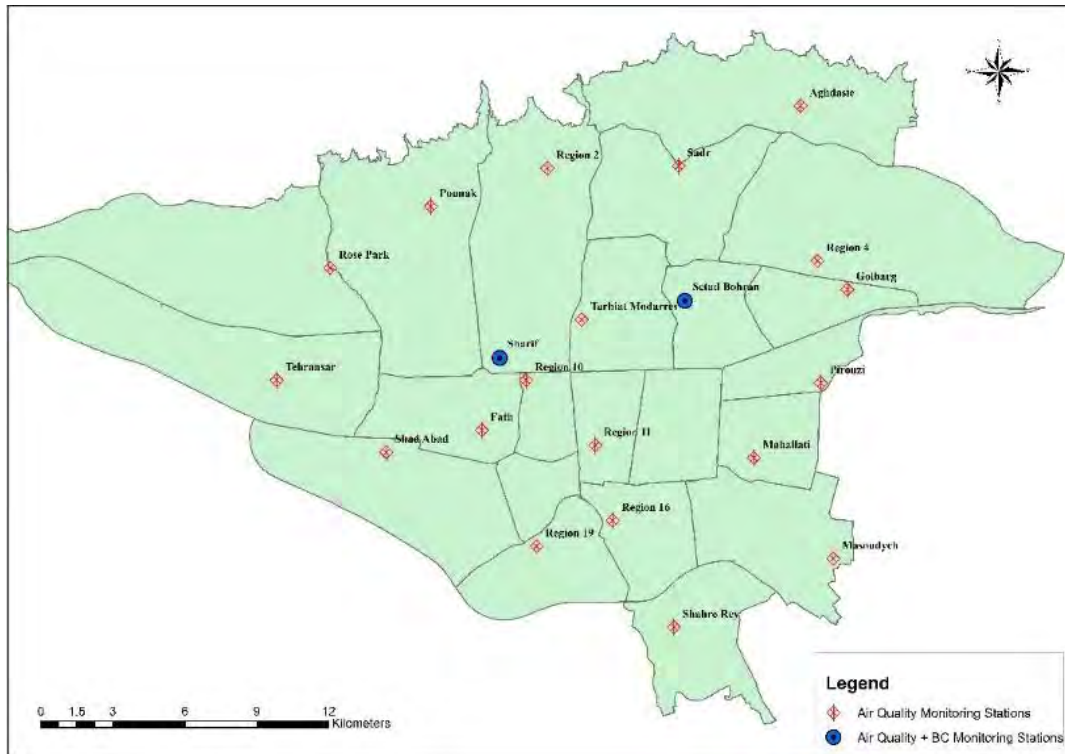 Aghdasie
Region 2
Sadr
Pounak
Region 4
Rose Park
Golbarg
Setad Bohran
Tarbiat Modarres
Sharif
Region 10
Tehransar
Pirouzi
Fath
Region 11
Shad Abad
Mahallati
Region 16
Region 19
Masoudyeh
Shahre Rey
Legend
Air Quality Monitoring Stations
Air Quality + BC Monitoring Stations
0 1.5 3 6 9 12
Kilometers